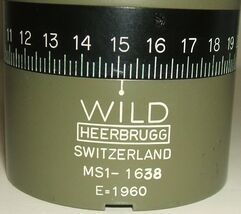 11 12 13 14 15 16 17 18 19
WILD
HEERBRUGG
SWITZERLAND
MS1- 1638
E=1960